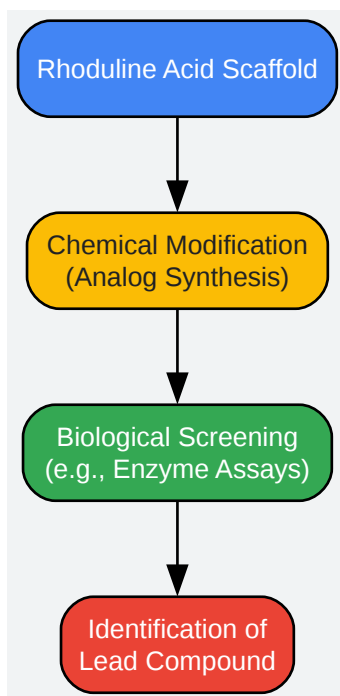 Rhoduline Acid Scaffold
Chemical Modification
(Analog Synthesis)
Biological Screening
(e.g., Enzyme Assays)
Identification of
Lead Compound